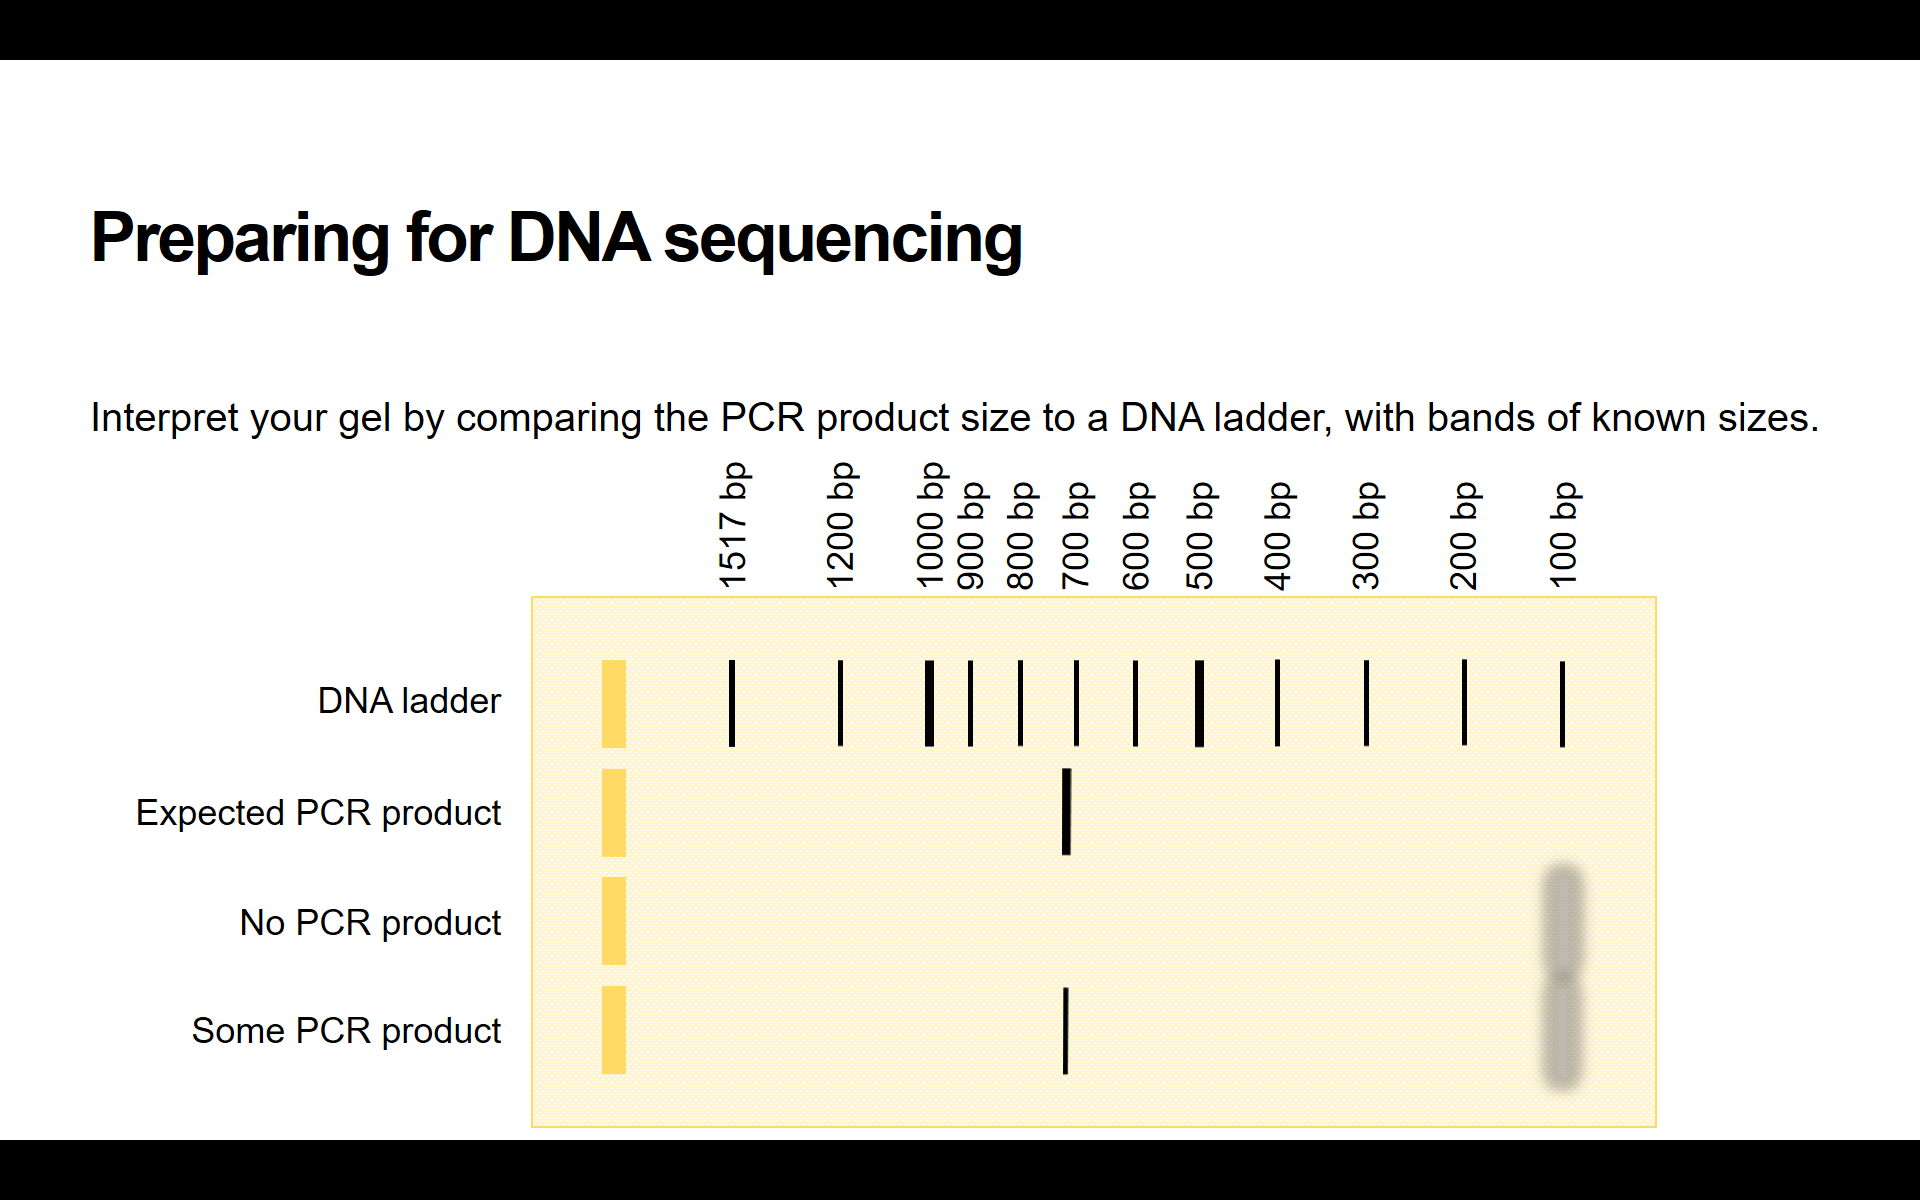 Preparing for DNA sequencing
Interpret your gel by comparing the PCR product size to a DNA ladder, with bands of known sizes.
1517 bp
1200 bp
1000 bp
900 bp
800 bp
700 bp
600 bp
500 bp
400 bp
300 bp
200 bp
100 bp
DNA ladder
Expected PCR product
No PCR product
Some PCR product